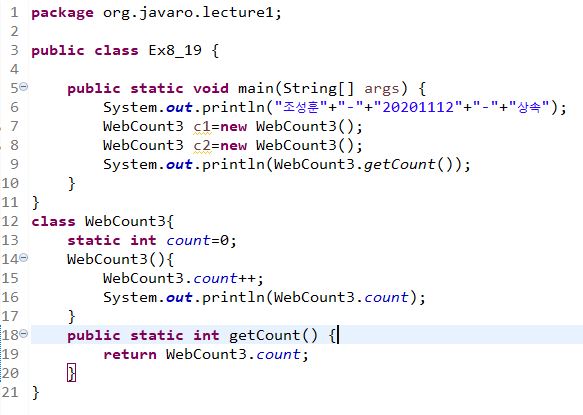 1 package org.javaro.lecture1;
2
3 public class Ex8_19 {
4
5     public static void main(String[] args) {
6         System.out.println("조성훈"+"-"+"20201112"+"-"+"상속");
7         WebCount3 c1=new WebCount3();
8         WebCount3 c2=new WebCount3();
9         System.out.println(WebCount3.getCount());
10     }
11 }
12 class WebCount3{
13     static int count=0;
14     WebCount3(){
15         WebCount3.count++;
16         System.out.println(WebCount3.count);
17     }
18     public static int getCount() {
19         return WebCount3.count;
20     }
21 }